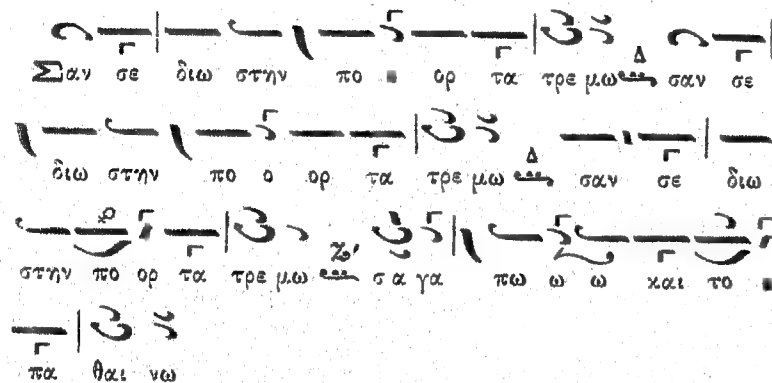 Σαν σε διω στην πο ο ορ τα τρε μω Δ σαν σε
διω στην πο ο ορ τα τρε μω Δ σαν σε διω
στην πο ορ τα τρε μω Ζʹ σ α γα πω ω ω και το
πα θαι νω